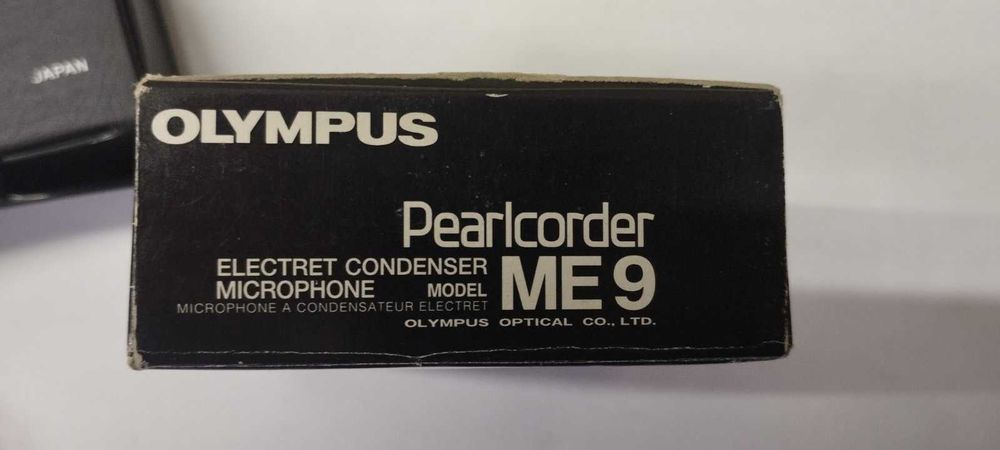 JAPAN
OLYMPUS
Pearlcorder
ELECTRET CONDENSER
MICROPHONE MODEL ME 9
MICROPHONE A CONDENSATEUR ELECTRET
OLYMPUS OPTICAL CO., LTD.